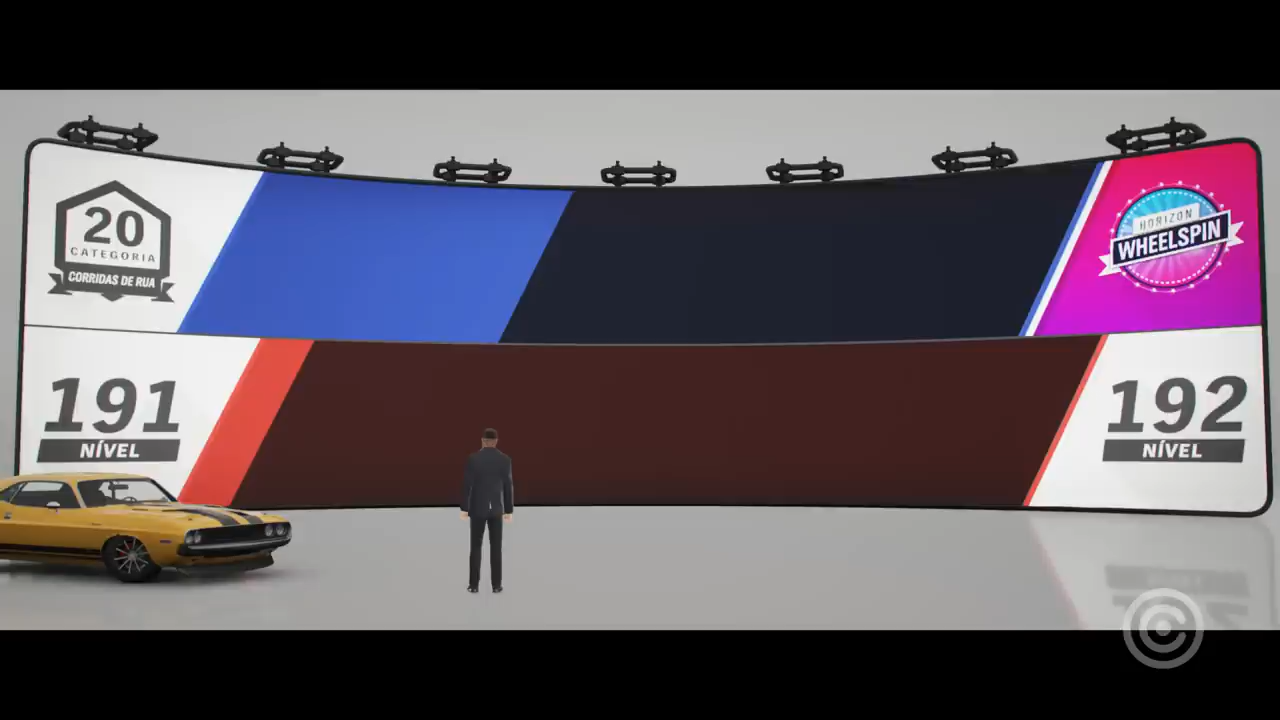 20
CATEGORIA
CORRIDAS DE RUA
HORIZON
WHEELSPIN
191
NÍVEL
192
NÍVEL